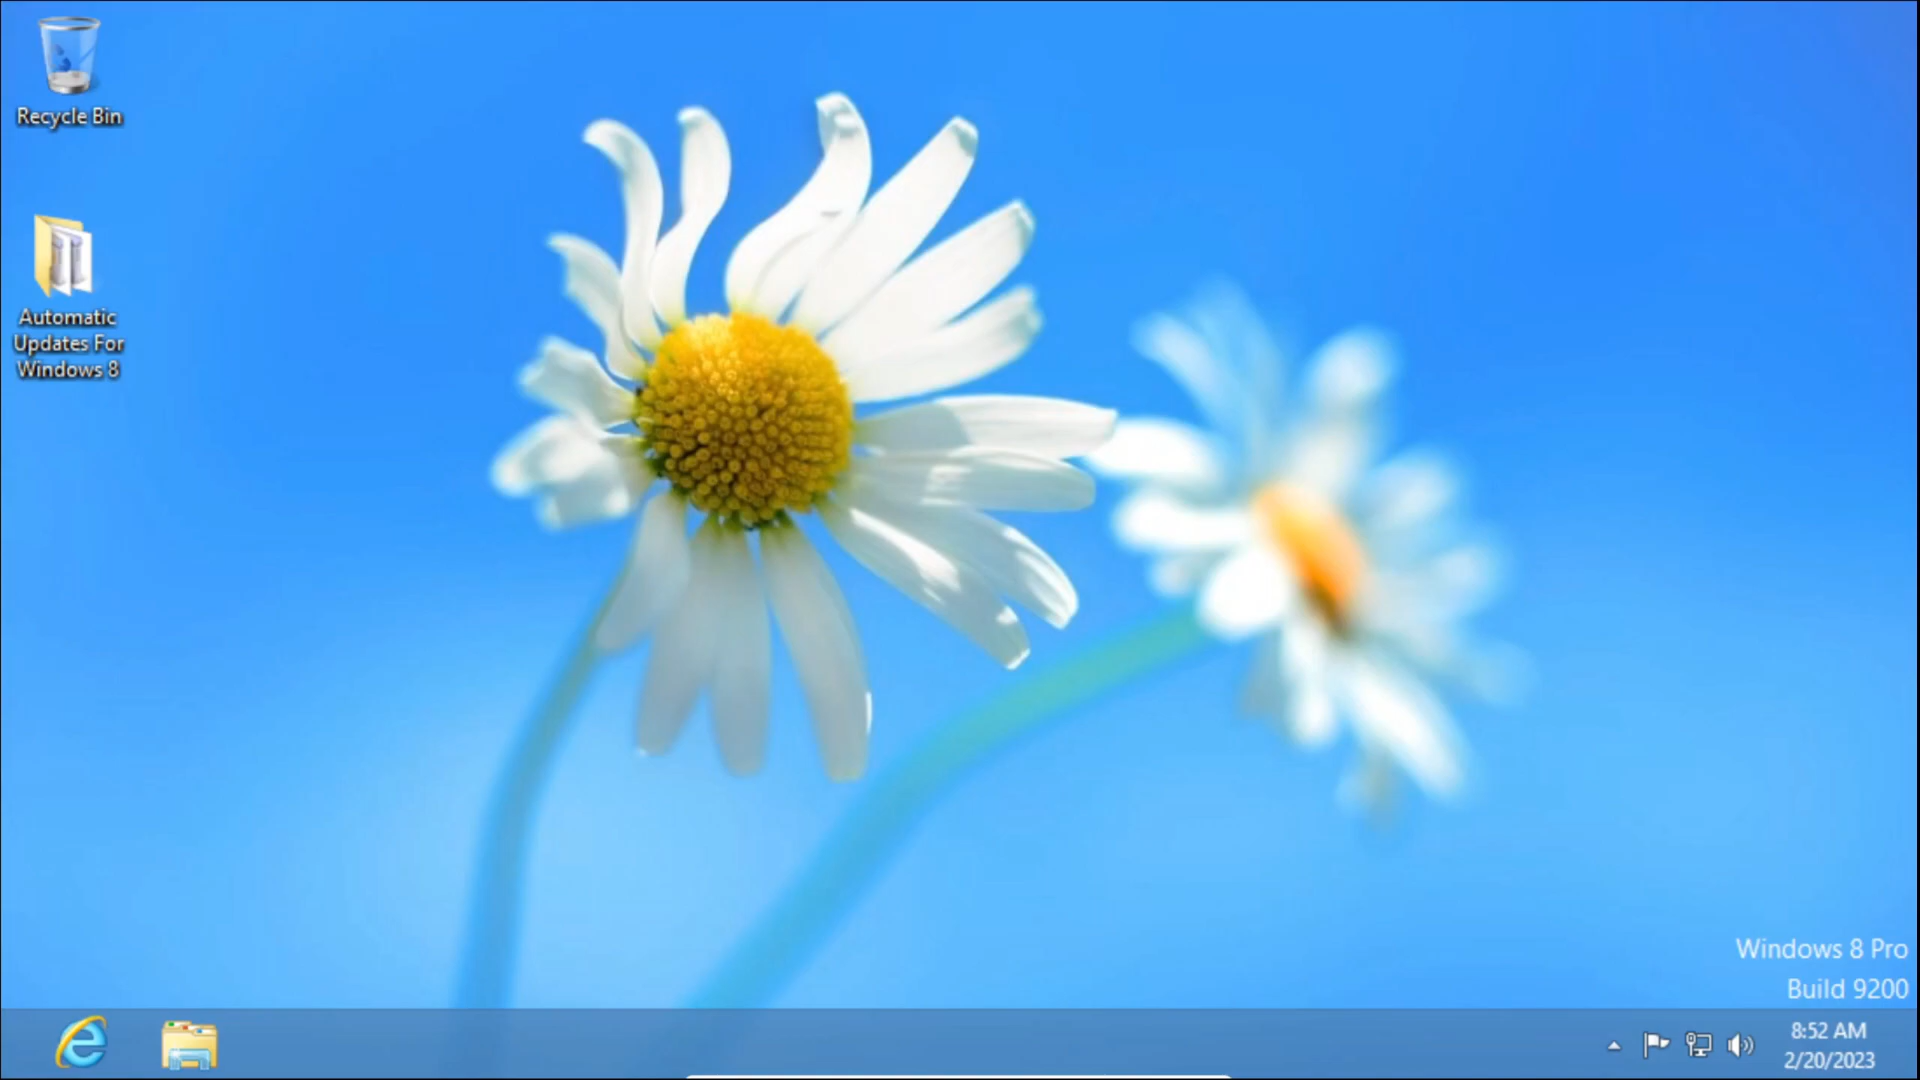 Recycle Bin
Automatic
Updates For
Windows 8
Windows 8 Pro
Build 9200
8:52 AM
2/20/2023